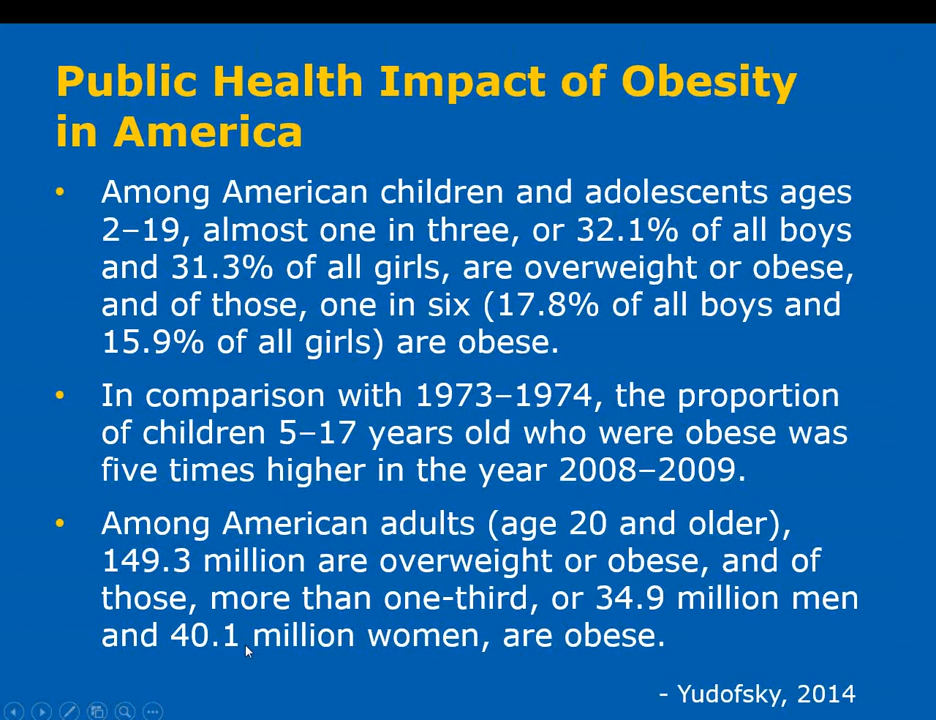 Public Health Impact of Obesity
in America
• Among American children and adolescents ages
2–19, almost one in three, or 32.1% of all boys
and 31.3% of all girls, are overweight or obese,
and of those, one in six (17.8% of all boys and
15.9% of all girls) are obese.
• In comparison with 1973–1974, the proportion
of children 5–17 years old who were obese was
five times higher in the year 2008–2009.
• Among American adults (age 20 and older),
149.3 million are overweight or obese, and of
those, more than one-third, or 34.9 million men
and 40.1 million women, are obese.
- Yudofsky, 2014